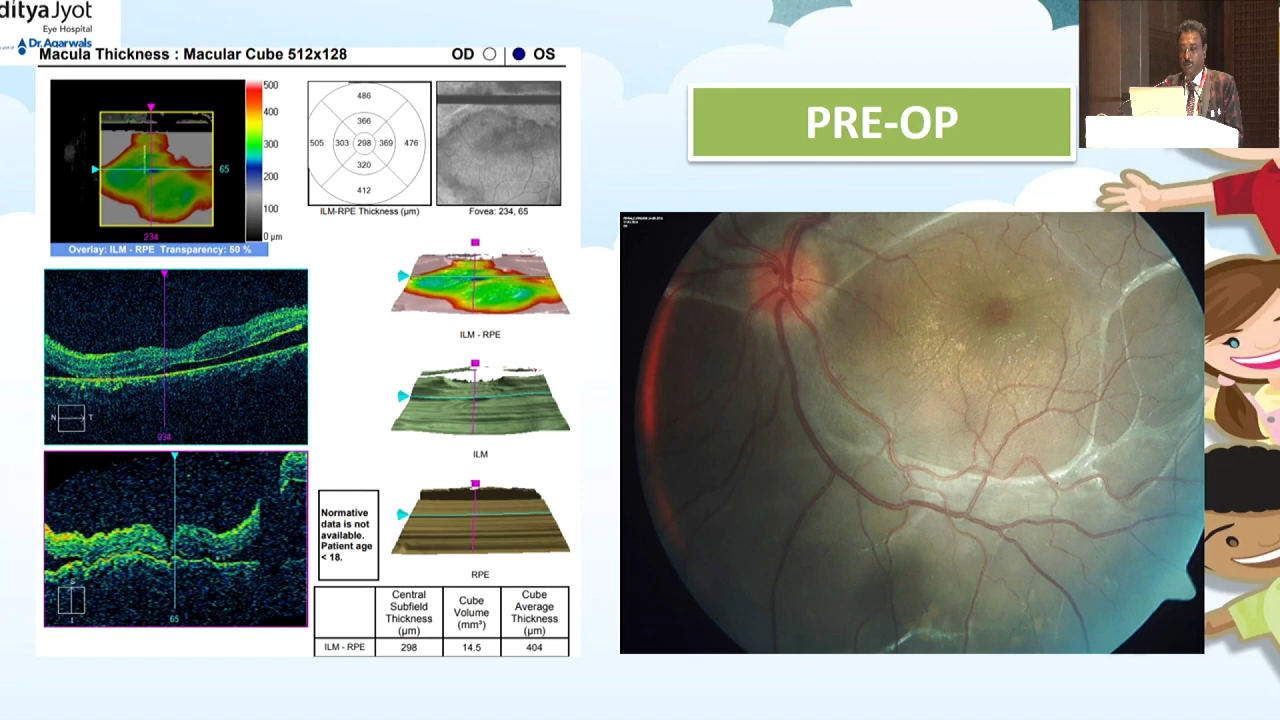 dityaJyot
Eye Hospital
Dr.Agarwals
Macula Thickness : Macular Cube 512x128
OD OS
500
400
300
200
100
0 µm
65
234
Overlay: ILM - RPE Transparency: 50 %
486
366
505 303 298 369 476
320
412
ILM-RPE Thickness (µm)
Fovea: 234, 65
PRE-OP
ILM - RPE
N T
234
ILM
S
I
65
Normative
data is not
available.
Patient age
< 18.
RPE
Central
Subfield
Thickness
(µm)
Cube
Volume
(mm³)
Cube
Average
Thickness
(µm)
ILM - RPE 298 14.5 404